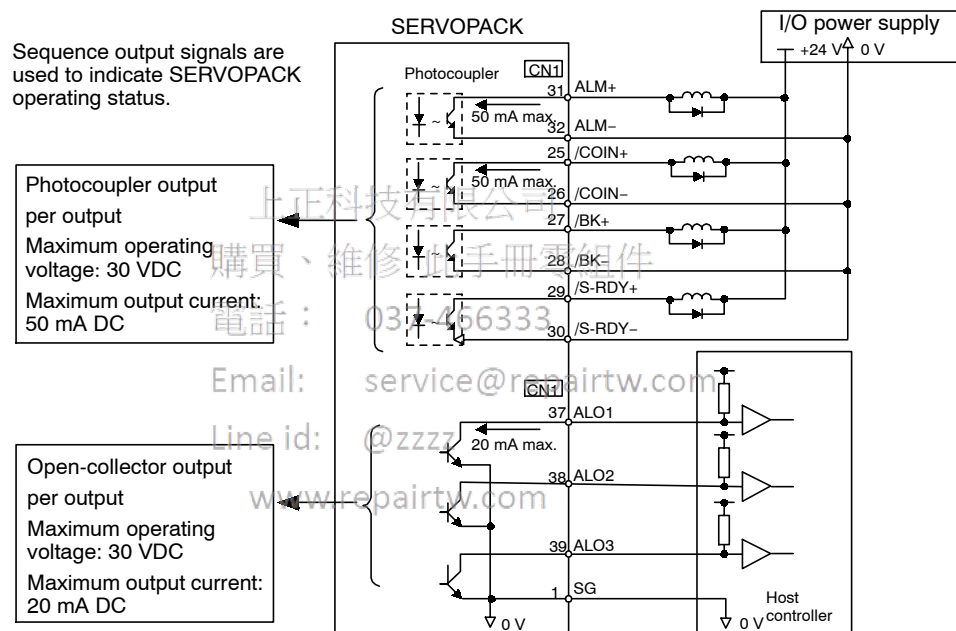 SERVOPACK
I/O power supply
+24 V
0 V
Sequence output signals are
used to indicate SERVOPACK
operating status.
Photocoupler
CN1
31
ALM+
50 mA max.
32
ALM−
25
/COIN+
50 mA max.
26
/COIN−
27
/BK+
28
/BK−
29
/S-RDY+
30
/S-RDY−
Photocoupler output
per output
Maximum operating
voltage: 30 VDC
Maximum output current:
50 mA DC
上正科技有限公司
購買、維修 此手冊零組件
電話： 037-466333
Email: service@repairtw.com
Line id: @zzzz
www.repairtw.com
CN1
37
ALO1
20 mA max.
38
ALO2
39
ALO3
1
SG
0 V
Host
controller
0 V
Open-collector output
per output
Maximum operating
voltage: 30 VDC
Maximum output current:
20 mA DC